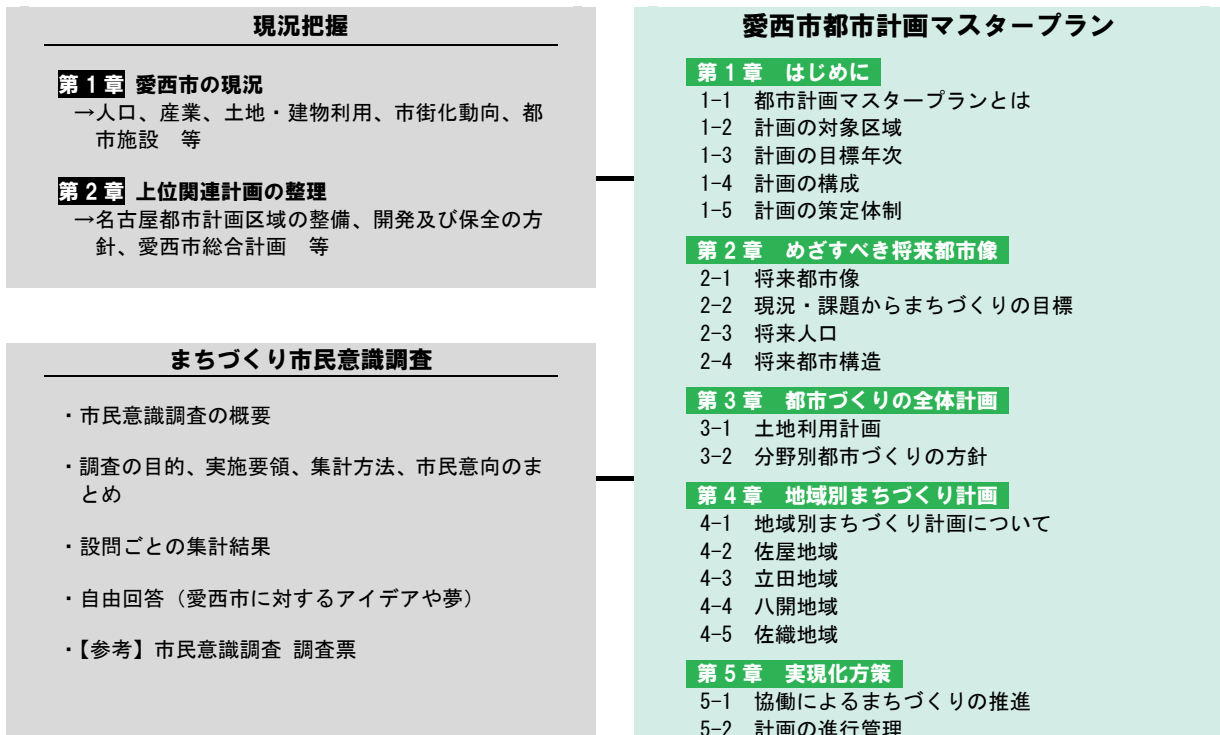 現況把握
第1章 愛西市の現況
→人口、産業、土地・建物利用、市街化動向、都
市施設　等
第2章 上位関連計画の整理
→名古屋都市計画区域の整備、開発及び保全の方
針、愛西市総合計画　等
まちづくり市民意識調査
・市民意識調査の概要
・調査の目的、実施要領、集計方法、市民意向のま
とめ
・設問ごとの集計結果
・自由回答（愛西市に対するアイデアや夢）
・【参考】市民意識調査 調査票
愛西市都市計画マスタープラン
第1章　はじめに
1-1　都市計画マスタープランとは
1-2　計画の対象区域
1-3　計画の目標年次
1-4　計画の構成
1-5　計画の策定体制
第2章　めざすべき将来都市像
2-1　将来都市像
2-2　現況・課題からまちづくりの目標
2-3　将来人口
2-4　将来都市構造
第3章　都市づくりの全体計画
3-1　土地利用計画
3-2　分野別都市づくりの方針
第4章　地域別まちづくり計画
4-1　地域別まちづくり計画について
4-2　佐屋地域
4-3　立田地域
4-4　八開地域
4-5　佐織地域
第5章　実現化方策
5-1　協働によるまちづくりの推進
5-2　計画の進行管理